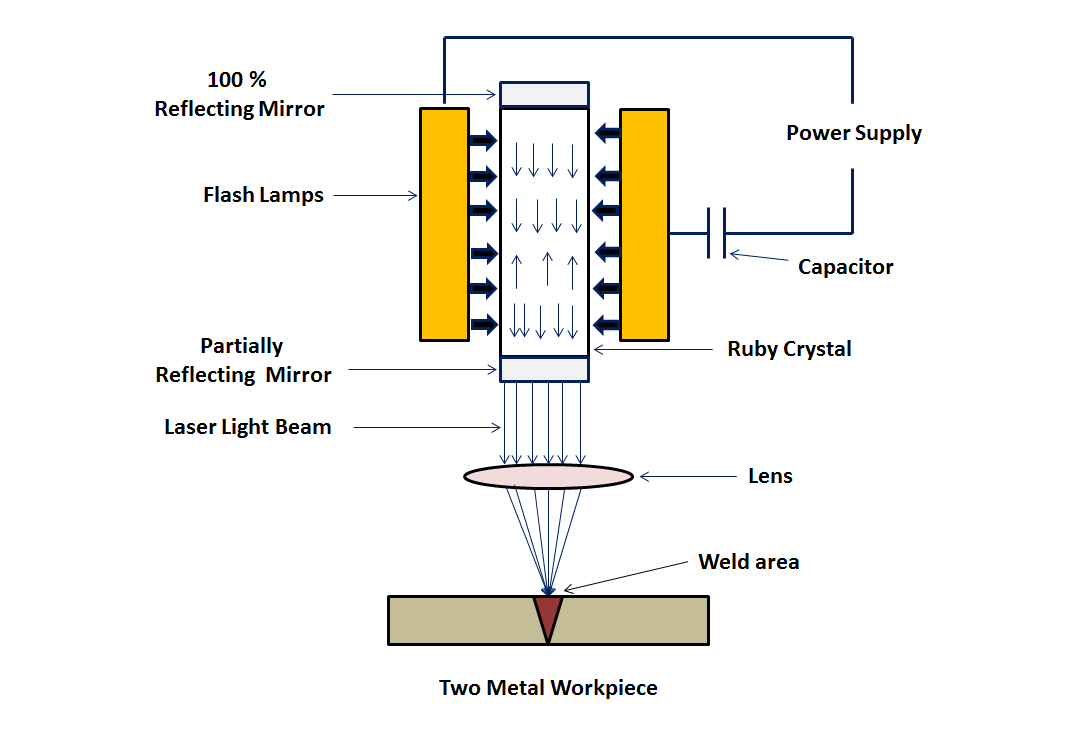 100 %
Reflecting Mirror
Power Supply
Flash Lamps
Capacitor
Partially
Reflecting Mirror
Ruby Crystal
Laser Light Beam
Lens
Weld area
Two Metal Workpiece